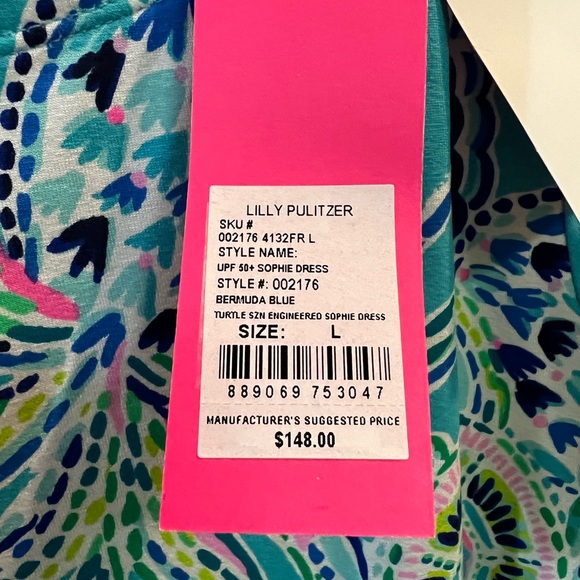 LILLY PULITZER
SKU #
002176 4132FR L
STYLE NAME:
UPF 50+ SOPHIE DRESS
STYLE #: 002176
BERMUDA BLUE
TURTLE SZN ENGINEERED SOPHIE DRESS
SIZE: L
889069 753047
MANUFACTURER'S SUGGESTED PRICE
$148.00